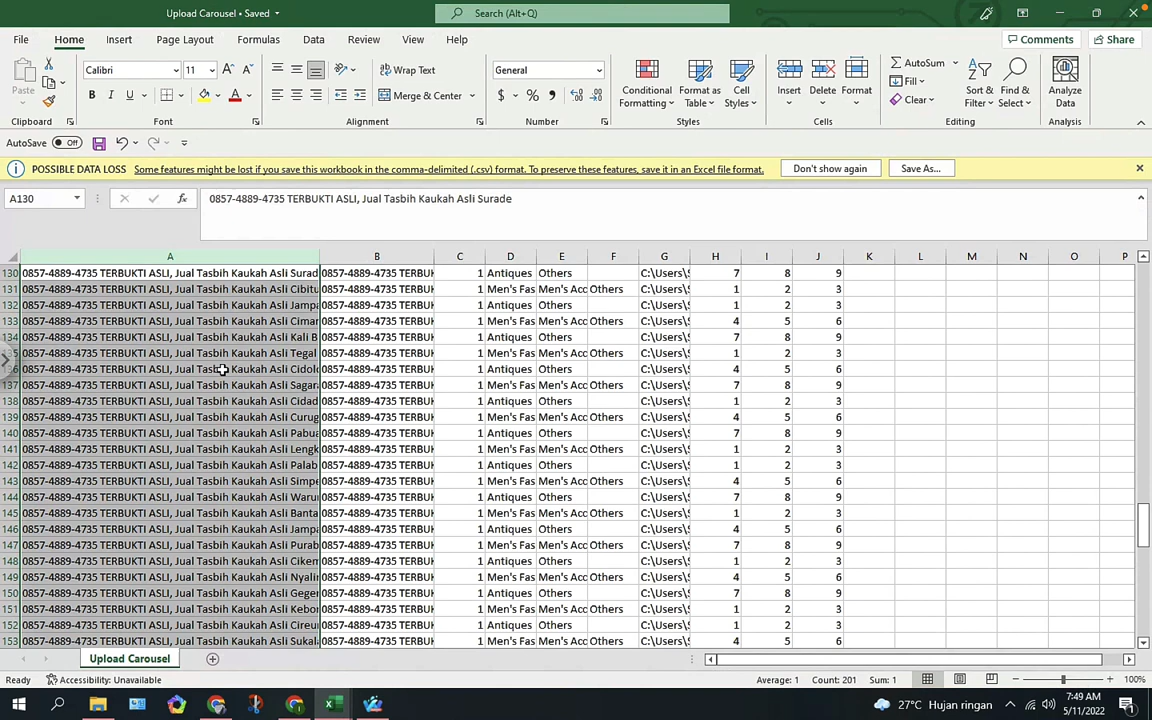 Upload Carousel • Saved
Search (Alt+Q)
File Home Insert Page Layout Formulas Data Review View Help Comments Share
Calibri 11 Wrap Text General AutoSum
Fill
Paste B I U Merge & Center $ % Conditional Formatting Format as Table Cell Styles Insert Delete Format Clear Sort & Filter Find & Select Analyze Data
Clipboard Font Alignment Number Styles Cells Editing Analysis
AutoSave Off
POSSIBLE DATA LOSS Some features might be lost if you save this workbook in the comma-delimited (.csv) format. To preserve these features, save it in an Excel file format. Don't show again Save As...
A130 fx 0857-4889-4735 TERBUKTI ASLI, Jual Tasbih Kaukah Asli Surade
A B C D E F G H I J K L M N O P
130 0857-4889-4735 TERBUKTI ASLI, Jual Tasbih Kaukah Asli Surad 0857-4889-4735 TERBUK 1 Antiques Others C:\Users\S 7 8 9
131 0857-4889-4735 TERBUKTI ASLI, Jual Tasbih Kaukah Asli Cibitu 0857-4889-4735 TERBUK 1 Men's Fas Men's Acc Others C:\Users\S 1 2 3
132 0857-4889-4735 TERBUKTI ASLI, Jual Tasbih Kaukah Asli Jampa 0857-4889-4735 TERBUK 1 Antiques Others C:\Users\S 1 2 3
133 0857-4889-4735 TERBUKTI ASLI, Jual Tasbih Kaukah Asli Cimar 0857-4889-4735 TERBUK 1 Men's Fas Men's Acc Others C:\Users\S 4 5 6
134 0857-4889-4735 TERBUKTI ASLI, Jual Tasbih Kaukah Asli Kali B 0857-4889-4735 TERBUK 1 Antiques Others C:\Users\S 7 8 9
135 0857-4889-4735 TERBUKTI ASLI, Jual Tasbih Kaukah Asli Tegal 0857-4889-4735 TERBUK 1 Men's Fas Men's Acc Others C:\Users\S 1 2 3
136 0857-4889-4735 TERBUKTI ASLI, Jual Tasbih Kaukah Asli Cidolo 0857-4889-4735 TERBUK 1 Antiques Others C:\Users\S 4 5 6
137 0857-4889-4735 TERBUKTI ASLI, Jual Tasbih Kaukah Asli Sagara 0857-4889-4735 TERBUK 1 Men's Fas Men's Acc Others C:\Users\S 7 8 9
138 0857-4889-4735 TERBUKTI ASLI, Jual Tasbih Kaukah Asli Cidad 0857-4889-4735 TERBUK 1 Antiques Others C:\Users\S 1 2 3
139 0857-4889-4735 TERBUKTI ASLI, Jual Tasbih Kaukah Asli Curug 0857-4889-4735 TERBUK 1 Men's Fas Men's Acc Others C:\Users\S 4 5 6
140 0857-4889-4735 TERBUKTI ASLI, Jual Tasbih Kaukah Asli Pabua 0857-4889-4735 TERBUK 1 Antiques Others C:\Users\S 7 8 9
141 0857-4889-4735 TERBUKTI ASLI, Jual Tasbih Kaukah Asli Lengk 0857-4889-4735 TERBUK 1 Men's Fas Men's Acc Others C:\Users\S 1 2 3
142 0857-4889-4735 TERBUKTI ASLI, Jual Tasbih Kaukah Asli Palab 0857-4889-4735 TERBUK 1 Antiques Others C:\Users\S 1 2 3
143 0857-4889-4735 TERBUKTI ASLI, Jual Tasbih Kaukah Asli Simpe 0857-4889-4735 TERBUK 1 Men's Fas Men's Acc Others C:\Users\S 4 5 6
144 0857-4889-4735 TERBUKTI ASLI, Jual Tasbih Kaukah Asli Warun 0857-4889-4735 TERBUK 1 Antiques Others C:\Users\S 7 8 9
145 0857-4889-4735 TERBUKTI ASLI, Jual Tasbih Kaukah Asli Banta 0857-4889-4735 TERBUK 1 Men's Fas Men's Acc Others C:\Users\S 1 2 3
146 0857-4889-4735 TERBUKTI ASLI, Jual Tasbih Kaukah Asli Jampa 0857-4889-4735 TERBUK 1 Antiques Others C:\Users\S 4 5 6
147 0857-4889-4735 TERBUKTI ASLI, Jual Tasbih Kaukah Asli Purab 0857-4889-4735 TERBUK 1 Men's Fas Men's Acc Others C:\Users\S 7 8 9
148 0857-4889-4735 TERBUKTI ASLI, Jual Tasbih Kaukah Asli Cikem 0857-4889-4735 TERBUK 1 Antiques Others C:\Users\S 1 2 3
149 0857-4889-4735 TERBUKTI ASLI, Jual Tasbih Kaukah Asli Nyalin 0857-4889-4735 TERBUK 1 Men's Fas Men's Acc Others C:\Users\S 4 5 6
150 0857-4889-4735 TERBUKTI ASLI, Jual Tasbih Kaukah Asli Geger 0857-4889-4735 TERBUK 1 Antiques Others C:\Users\S 7 8 9
151 0857-4889-4735 TERBUKTI ASLI, Jual Tasbih Kaukah Asli Kebor 0857-4889-4735 TERBUK 1 Men's Fas Men's Acc Others C:\Users\S 1 2 3
152 0857-4889-4735 TERBUKTI ASLI, Jual Tasbih Kaukah Asli Cireu 0857-4889-4735 TERBUK 1 Antiques Others C:\Users\S 1 2 3
153 0857-4889-4735 TERBUKTI ASLI, Jual Tasbih Kaukah Asli Sukala 0857-4889-4735 TERBUK 1 Men's Fas Men's Acc Others C:\Users\S 4 5 6
Upload Carousel
Ready Accessibility: Unavailable Average: 1 Count: 201 Sum: 1 100%
27°C Hujan ringan 7:49 AM
5/11/2022